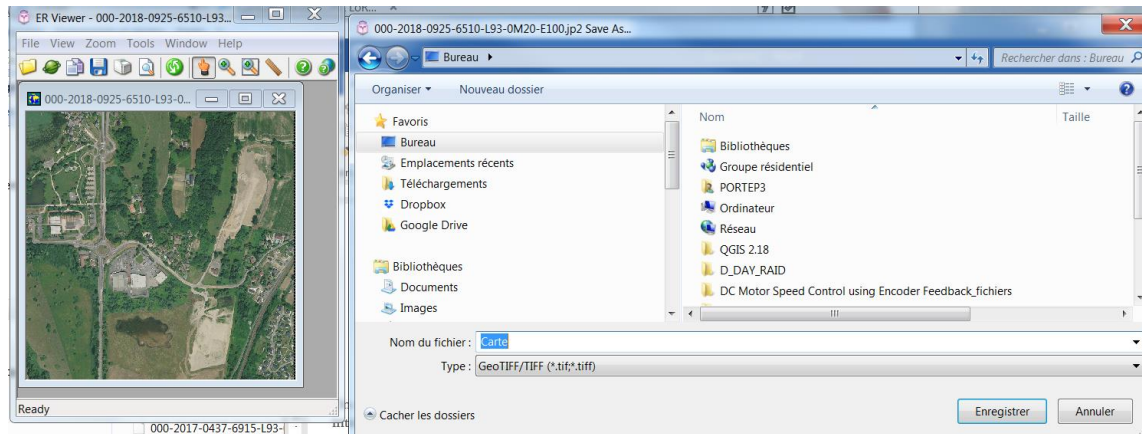 ER Viewer - 000-2018-0925-6510-L93...
File View Zoom Tools Window Help
000-2018-0925-6510-L93-0...
Ready
000-2017-0437-6915-L93-
000-2018-0925-6510-L93-0M20-E100.jp2 Save As...
Bureau
Rechercher dans : Bureau
Organiser
Nouveau dossier
Favoris
Bureau
Emplacements récents
Téléchargements
Dropbox
Google Drive
Bibliothèques
Documents
Images
Nom
Taille
Bibliothèques
Groupe résidentiel
PORTEP3
Ordinateur
Réseau
QGIS 2.18
D_DAY_RAID
DC Motor Speed Control using Encoder Feedback_fichiers
Nom du fichier : Carte
Type : GeoTIFF/TIFF (*.tif;*.tiff)
Cacher les dossiers
Enregistrer
Annuler